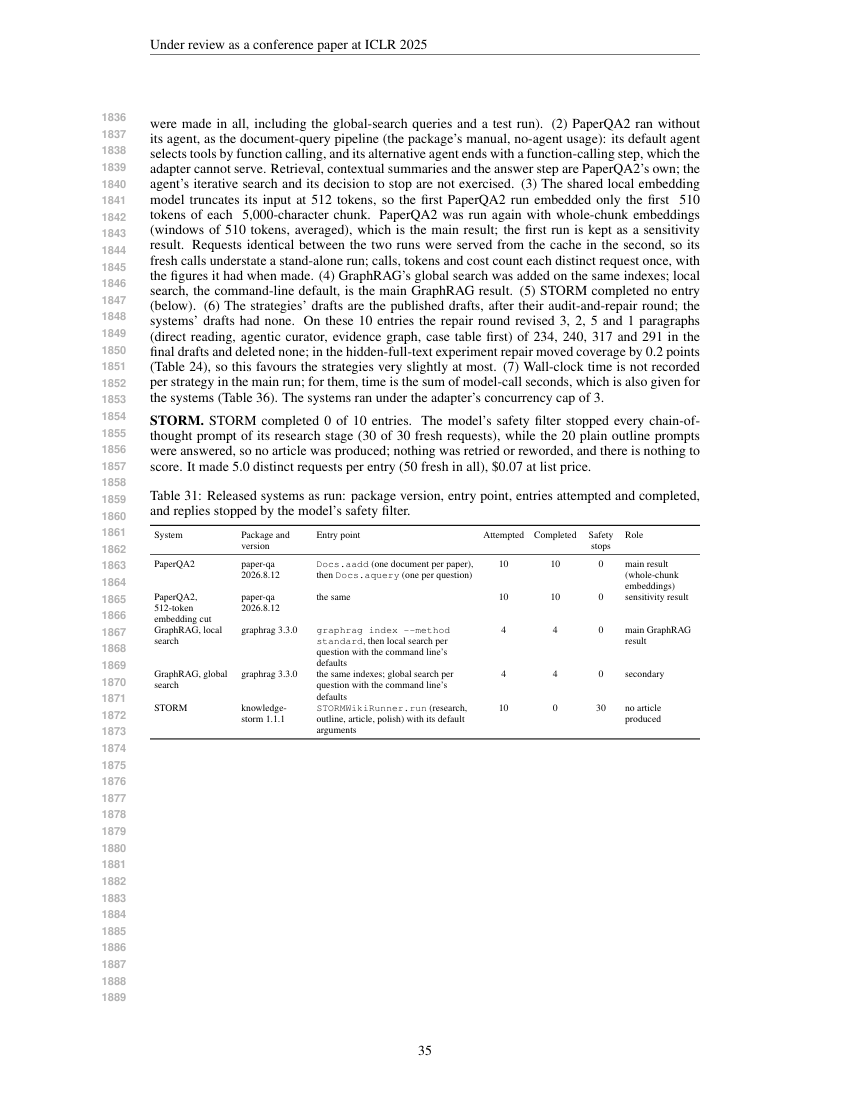 Under review as a conference paper at ICLR 2025
1836
1837
1838
1839
1840
1841
1842
1843
1844
1845
1846
1847
1848
1849
1850
1851
1852
1853
1854
1855
1856
1857
1858
1859
1860
1861
1862
1863
1864
1865
1866
1867
1868
1869
1870
1871
1872
1873
1874
1875
1876
1877
1878
1879
1880
1881
1882
1883
1884
1885
1886
1887
1888
1889
were made in all, including the global-search queries and a test run). (2) PaperQA2 ran without
its agent, as the document-query pipeline (the package's manual, no-agent usage): its default agent
selects tools by function calling, and its alternative agent ends with a function-calling step, which the
adapter cannot serve. Retrieval, contextual summaries and the answer step are PaperQA2's own; the
agent's iterative search and its decision to stop are not exercised. (3) The shared local embedding
model truncates its input at 512 tokens, so the first PaperQA2 run embedded only the first 510
tokens of each 5,000-character chunk. PaperQA2 was run again with whole-chunk embeddings
(windows of 510 tokens, averaged), which is the main result; the first run is kept as a sensitivity
result. Requests identical between the two runs were served from the cache in the second, so its
fresh calls understate a stand-alone run; calls, tokens and cost count each distinct request once, with
the figures it had when made. (4) GraphRAG's global search was added on the same indexes; local
search, the command-line default, is the main GraphRAG result. (5) STORM completed no entry
(below). (6) The strategies' drafts are the published drafts, after their audit-and-repair round; the
systems' drafts had none. On these 10 entries the repair round revised 3, 2, 5 and 1 paragraphs
(direct reading, agentic curator, evidence graph, case table first) of 234, 240, 317 and 291 in the
final drafts and deleted none; in the hidden-full-text experiment repair moved coverage by 0.2 points
(Table 24), so this favours the strategies very slightly at most. (7) Wall-clock time is not recorded
per strategy in the main run; for them, time is the sum of model-call seconds, which is also given for
the systems (Table 36). The systems ran under the adapter's concurrency cap of 3.
STORM. STORM completed 0 of 10 entries. The model's safety filter stopped every chain-of-
thought prompt of its research stage (30 of 30 fresh requests), while the 20 plain outline prompts
were answered, so no article was produced; nothing was retried or reworded, and there is nothing to
score. It made 5.0 distinct requests per entry (50 fresh in all), $0.07 at list price.
Table 31: Released systems as run: package version, entry point, entries attempted and completed,
and replies stopped by the model's safety filter.
System Package and version Entry point Attempted Completed Safety stops Role
PaperQA2 paper-qa 2026.8.12 Docs.aadd (one document per paper), then Docs.aquery (one per question) 10 10 0 main result (whole-chunk embeddings)
PaperQA2, 512-token embedding cut paper-qa 2026.8.12 the same 10 10 0 sensitivity result
GraphRAG, local search graphrag 3.3.0 graphrag index --method standard, then local search per question with the command line's defaults 4 4 0 main GraphRAG result
GraphRAG, global search graphrag 3.3.0 the same indexes; global search per question with the command line's defaults 4 4 0 secondary
STORM knowledge-storm 1.1.1 STORMWikiRunner.run (research, outline, article, polish) with its default arguments 10 0 30 no article produced
35